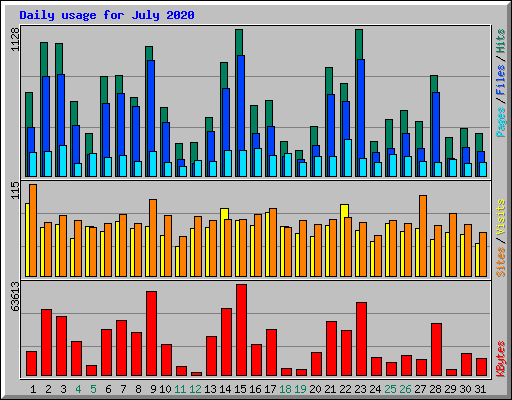 Daily usage for July 2020
1128
Pages / Files / Hits
115
Sites / Visits
63613
KBytes
1 2 3 4 5 6 7 8 9 10 11 12 13 14 15 16 17 18 19 20 21 22 23 24 25 26 27 28 29 30 31